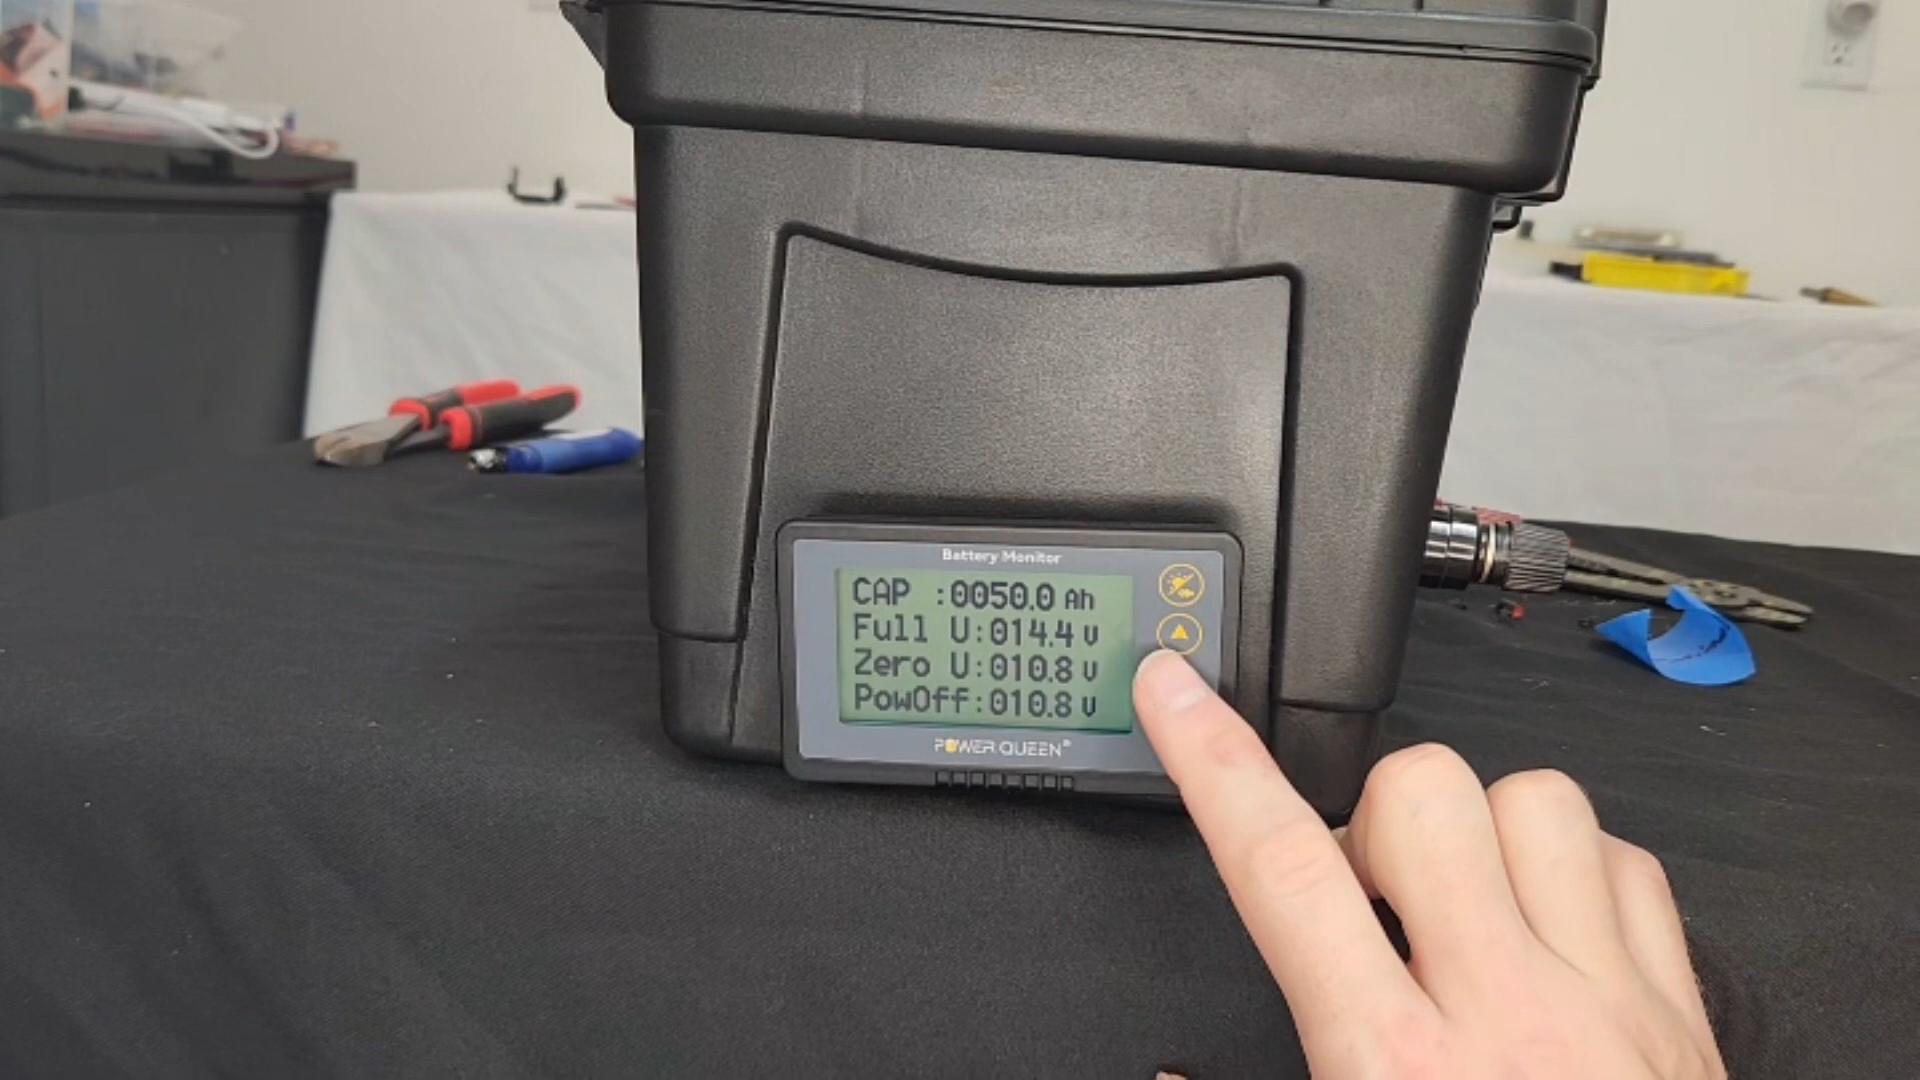 Battery Monitor
CAP :0050.0 Ah
Full U:014.4 V
Zero U:010.8 V
PowOff:010.8 V
POWER QUEEN®